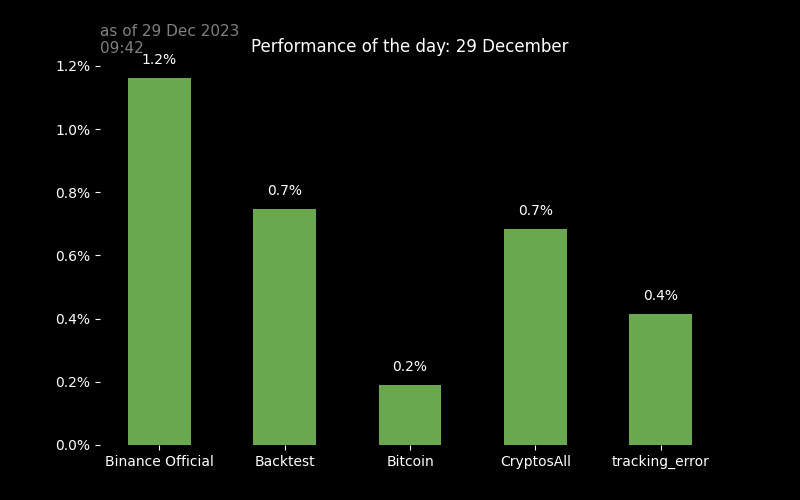 as of 29 Dec 2023
09:42
Performance of the day: 29 December
1.2%
1.0%
0.8%
0.6%
0.4%
0.2%
0.0%
1.2%
0.7%
0.2%
0.7%
0.4%
Binance Official
Backtest
Bitcoin
CryptosAll
tracking_error